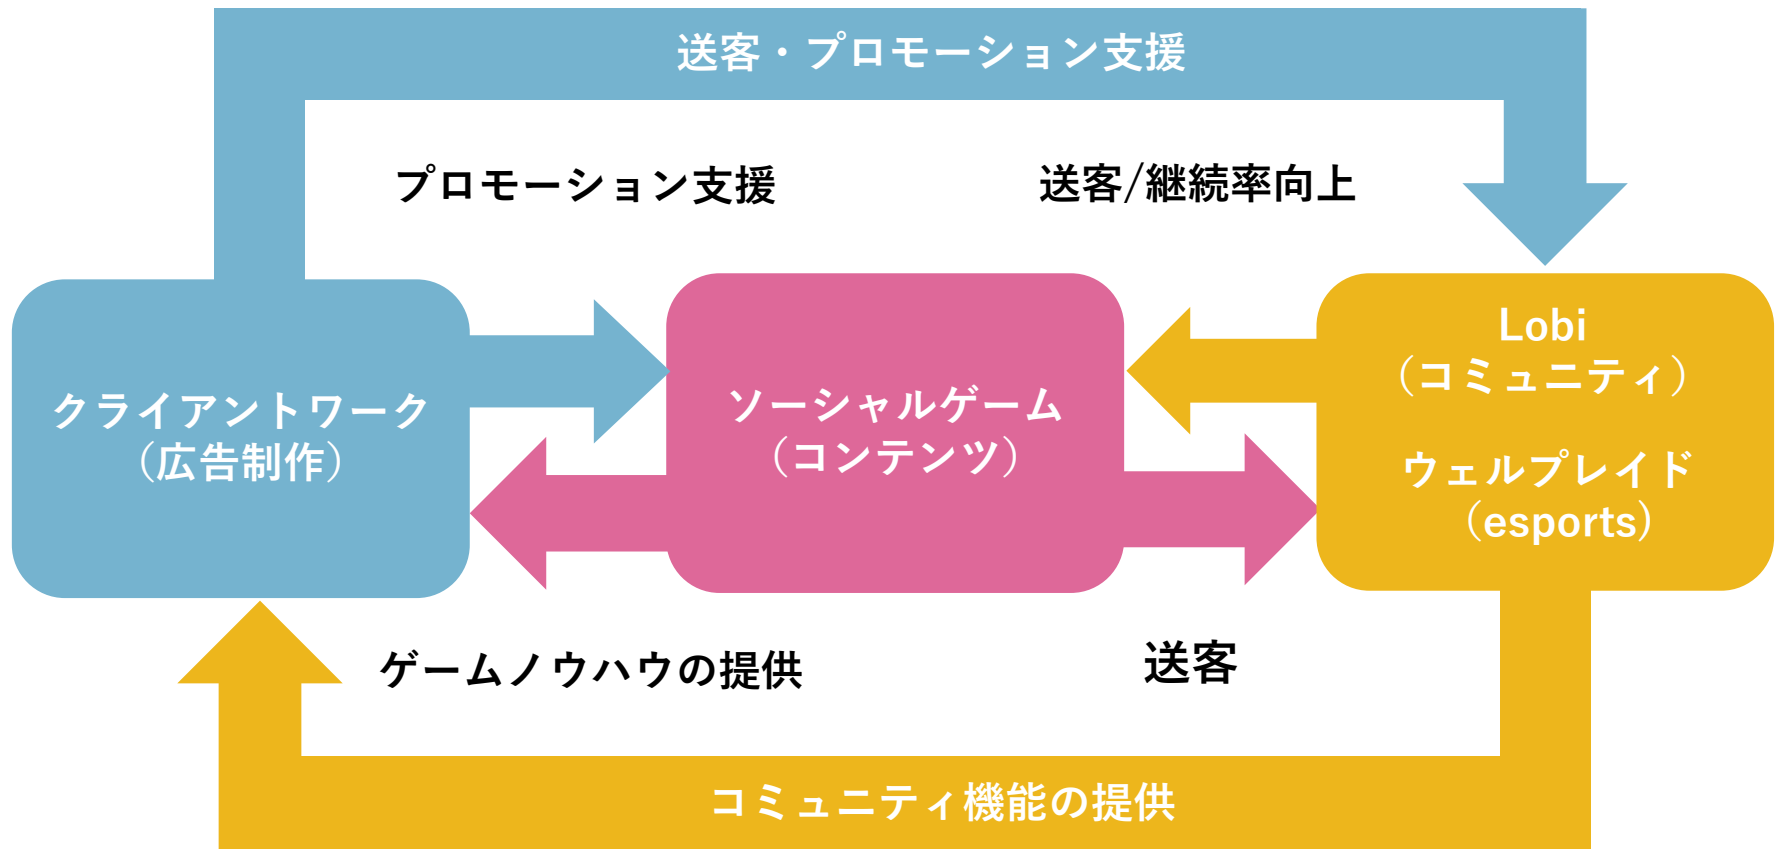 送客・プロモーション支援
プロモーション支援
送客/継続率向上
クライアントワーク
（広告制作）
ソーシャルゲーム
（コンテンツ）
Lobi
（コミュニティ）
ウェルプレイド
（esports）
ゲームノウハウの提供
送客
コミュニティ機能の提供